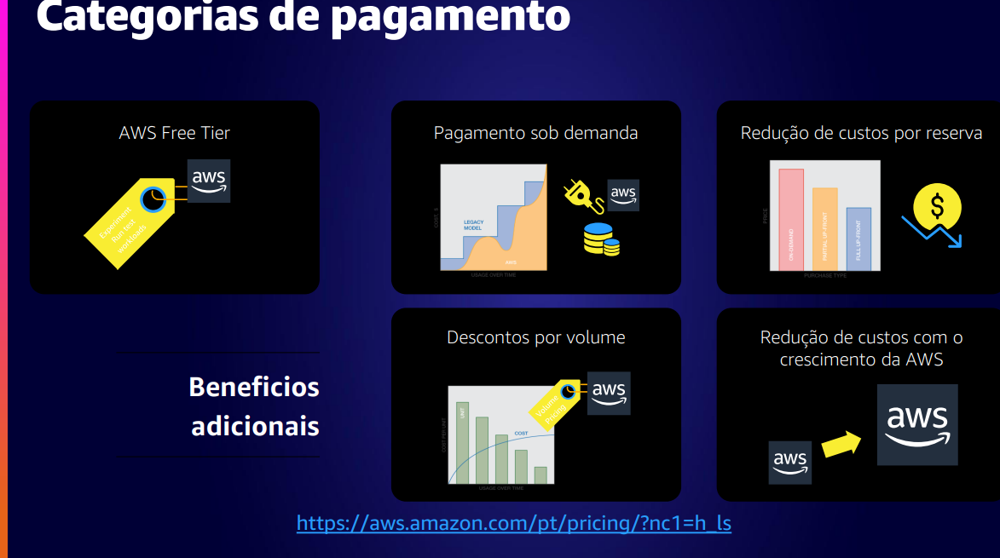 Categorias de pagamento
AWS Free Tier
aws
Experiment
Run test
workloads
Pagamento sob demanda
COST, $
LEGACY
MODEL
AWS
USAGE OVER TIME
aws
Redução de custos por reserva
PRICE
ON-DEMAND
PARTIAL UP-FRONT
FULL UP-FRONT
PURCHASE TYPE
$
Beneficios
adicionais
Descontos por volume
COST PER UNIT
UNIT
COST
USAGE OVER TIME
Volume
Pricing
aws
Redução de custos com o
crescimento da AWS
aws
aws
https://aws.amazon.com/pt/pricing/?nc1=h_ls